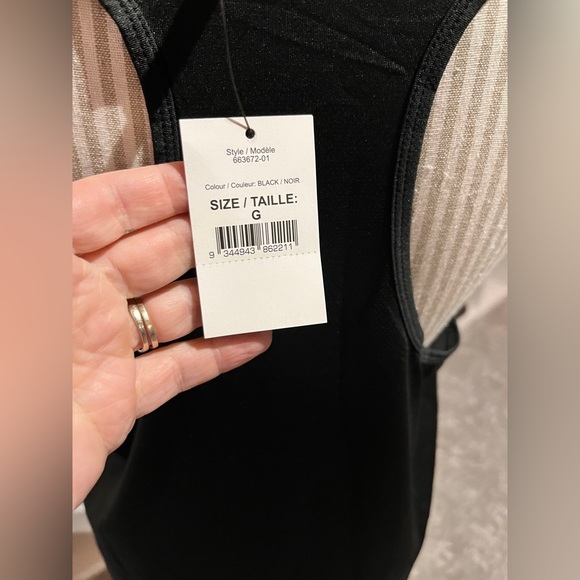 Style / Modèle
663672-01
Colour / Couleur: BLACK / NOIR
SIZE / TAILLE:
G
9 344943 862211